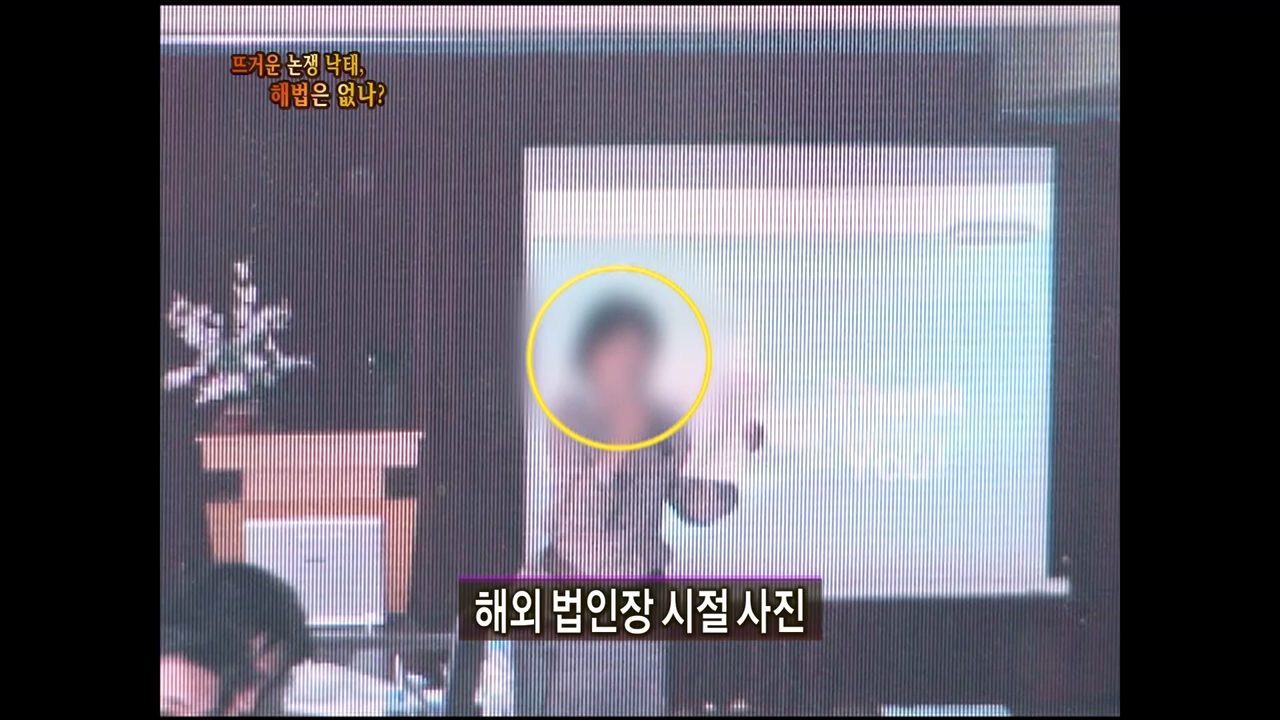 뜨거운 논쟁 낙태,
해법은 없나?
해외 법인장 시절 사진